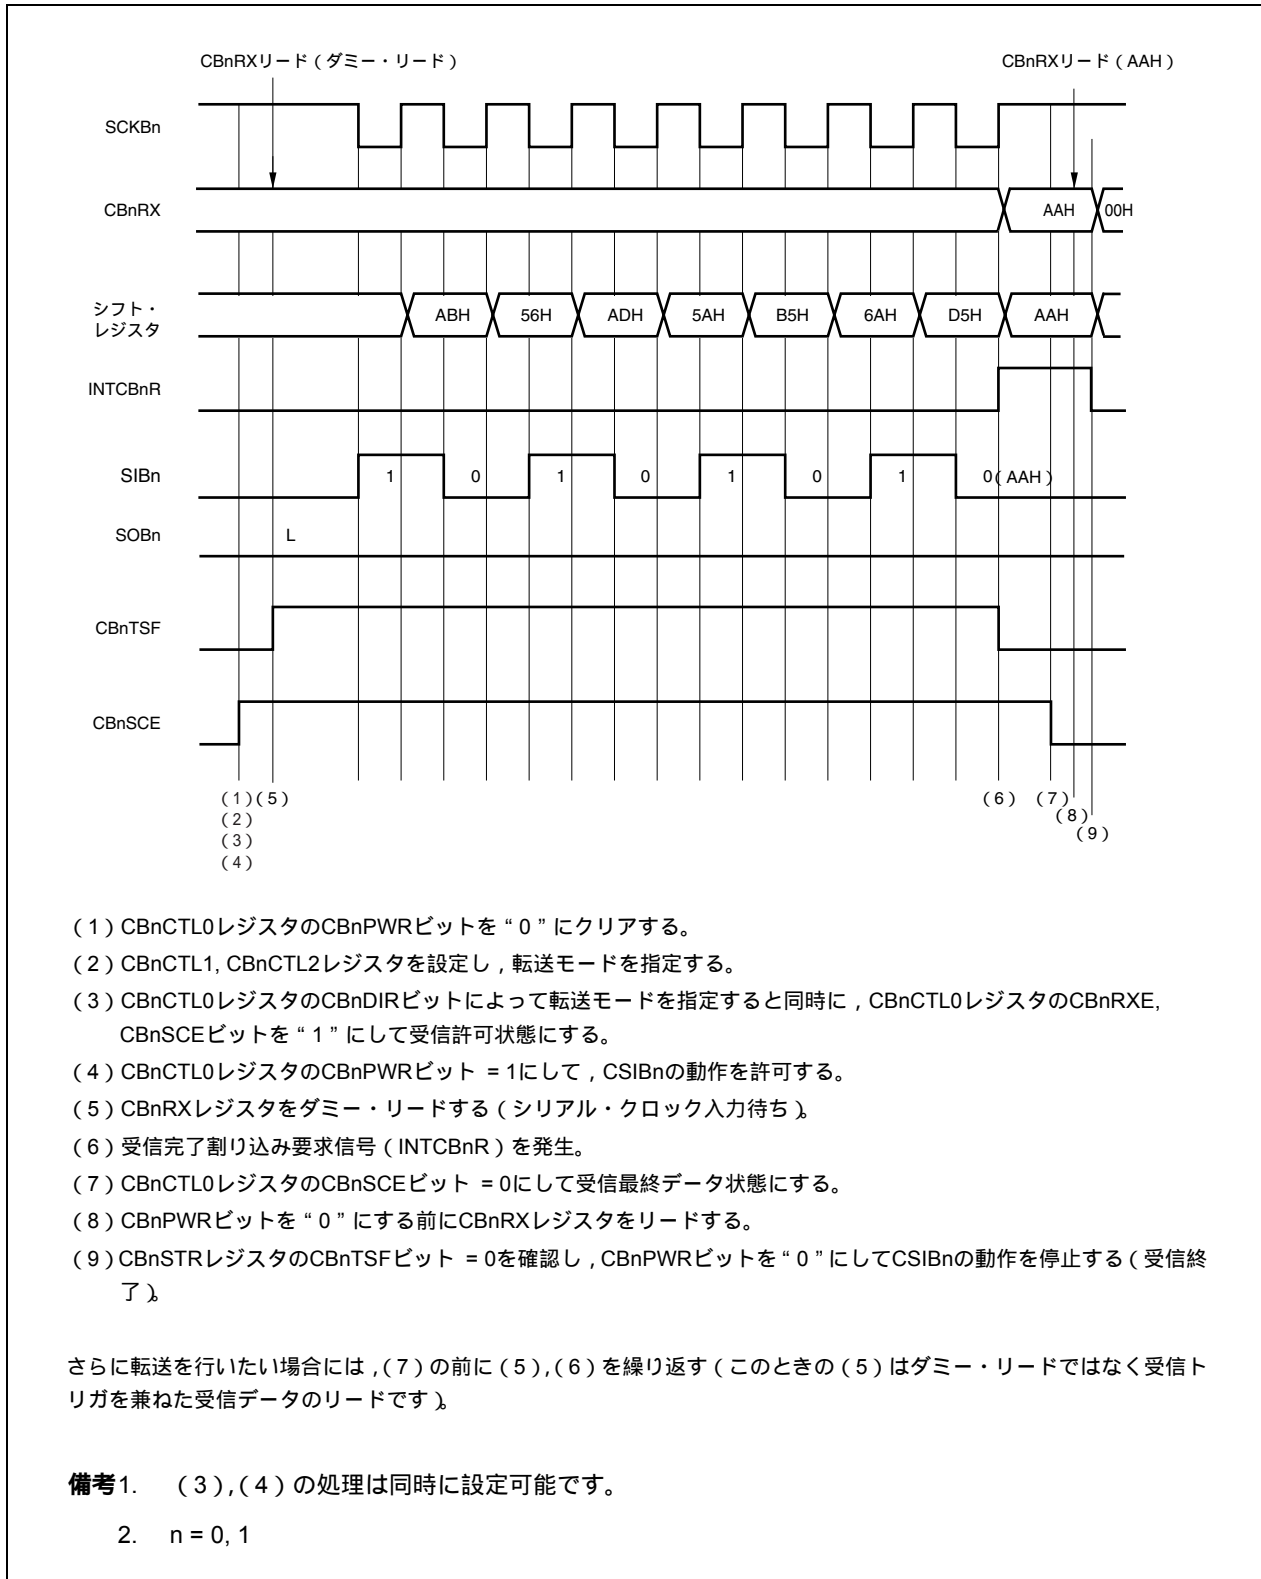 CBnRXリード（ダミー・リード）
CBnRXリード（AAH）
SCKBn
CBnRX
AAH
00H
シフト・
レジスタ
ABH
56H
ADH
5AH
B5H
6AH
D5H
AAH
INTCBnR
SIBn
1
0
1
0
1
0
1
0（AAH）
SOBn
L
CBnTSF
CBnSCE
（1）（5）
（2）
（3）
（4）
（6）
（7）
（8）
（9）
（1）CBnCTL0レジスタのCBnPWRビットを“0”にクリアする。
（2）CBnCTL1, CBnCTL2レジスタを設定し，転送モードを指定する。
（3）CBnCTL0レジスタのCBnDIRビットによって転送モードを指定すると同時に，CBnCTL0レジスタのCBnRXE,
CBnSCEビットを“1”にして受信許可状態にする。
（4）CBnCTL0レジスタのCBnPWRビット = 1にして，CSIBnの動作を許可する。
（5）CBnRXレジスタをダミー・リードする（シリアル・クロック入力待ち）。
（6）受信完了割り込み要求信号（INTCBnR）を発生。
（7）CBnCTL0レジスタのCBnSCEビット = 0にして受信最終データ状態にする。
（8）CBnPWRビットを“0”にする前にCBnRXレジスタをリードする。
（9）CBnSTRレジスタのCBnTSFビット = 0を確認し，CBnPWRビットを“0”にしてCSIBnの動作を停止する（受信終
了）。
さらに転送を行いたい場合には，（7）の前に（5），（6）を繰り返す（このときの（5）はダミー・リードではなく受信ト
リガを兼ねた受信データのリードです）。
備考1. （3），（4）の処理は同時に設定可能です。
2. n = 0, 1